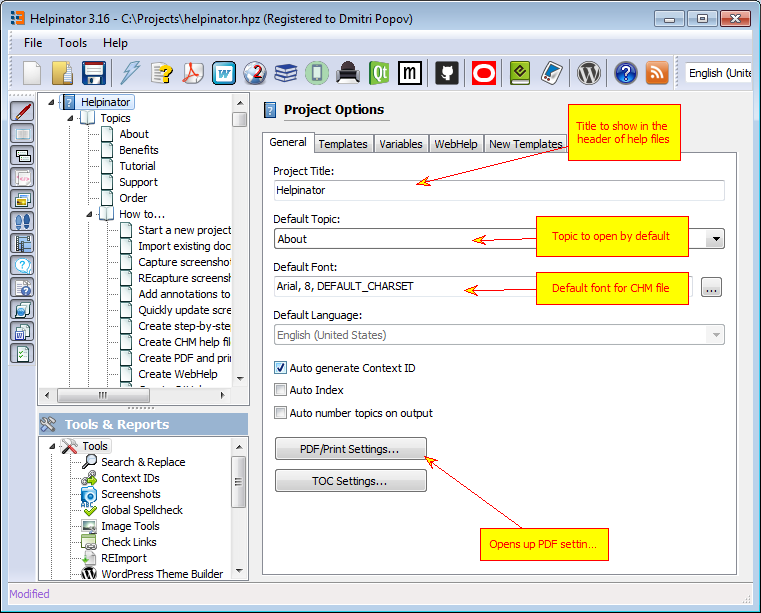 Helpinator 3.16 - C:\Projects\helpinator.hpz (Registered to Dmitri Popov)
File Tools Help
W 2 Qt m English (Unite
Helpinator
Topics
About
Benefits
Tutorial
Support
Order
How to...
Start a new project
Import existing doc
Capture screenshot
REcapture screensh
Add annotations to
Quickly update scre
Create step-by-step
Create CHM help file
Create PDF and prin
Create WebHelp
Tools & Reports
Tools
Search & Replace
Context IDs
Screenshots
Global Spellcheck
Image Tools
Check Links
REImport
WordPress Theme Builder
Project Options
General Templates Variables WebHelp New Templates
Title to show in the
header of help files
Project Title:
Helpinator
Default Topic:
About
Topic to open by default
Default Font:
Arial, 8, DEFAULT_CHARSET
Default font for CHM file
...
Default Language:
English (United States)
Auto generate Context ID
Auto Index
Auto number topics on output
PDF/Print Settings...
TOC Settings...
Opens up PDF settin...
Modified